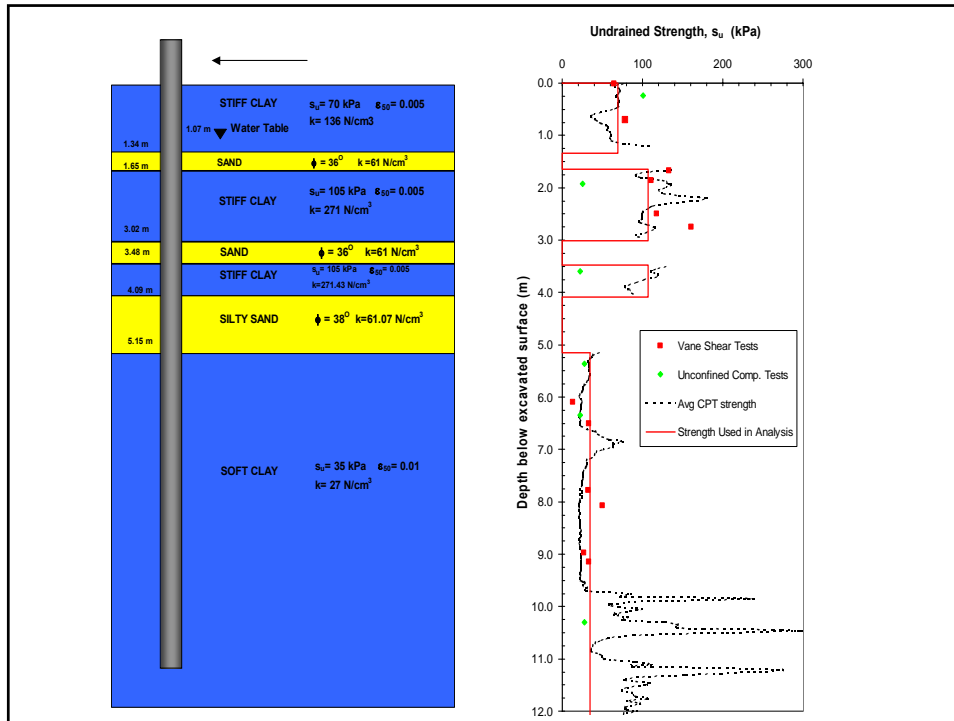 STIFF CLAY
su= 70 kPa ε50= 0.005
k= 136 N/cm3
1.07 m Water Table
1.34 m
SAND
ϕ = 36O k=61 N/cm3
1.65 m
su= 105 kPa ε50= 0.005
STIFF CLAY
k= 271 N/cm3
3.02 m
SAND
ϕ = 36O k=61 N/cm3
3.48 m
su= 105 kPa ε50= 0.005
STIFF CLAY
k=271.43 N/cm3
4.09 m
SILTY SAND
ϕ = 38O k=61.07 N/cm3
5.15 m
SOFT CLAY
su= 35 kPa ε50= 0.01
k= 27 N/cm3
Undrained Strength, su (kPa)
0 100 200 300
Depth below excavated surface (m)
0.0
1.0
2.0
3.0
4.0
5.0
6.0
7.0
8.0
9.0
10.0
11.0
12.0
Vane Shear Tests
Unconfined Comp. Tests
Avg CPT strength
Strength Used in Analysis